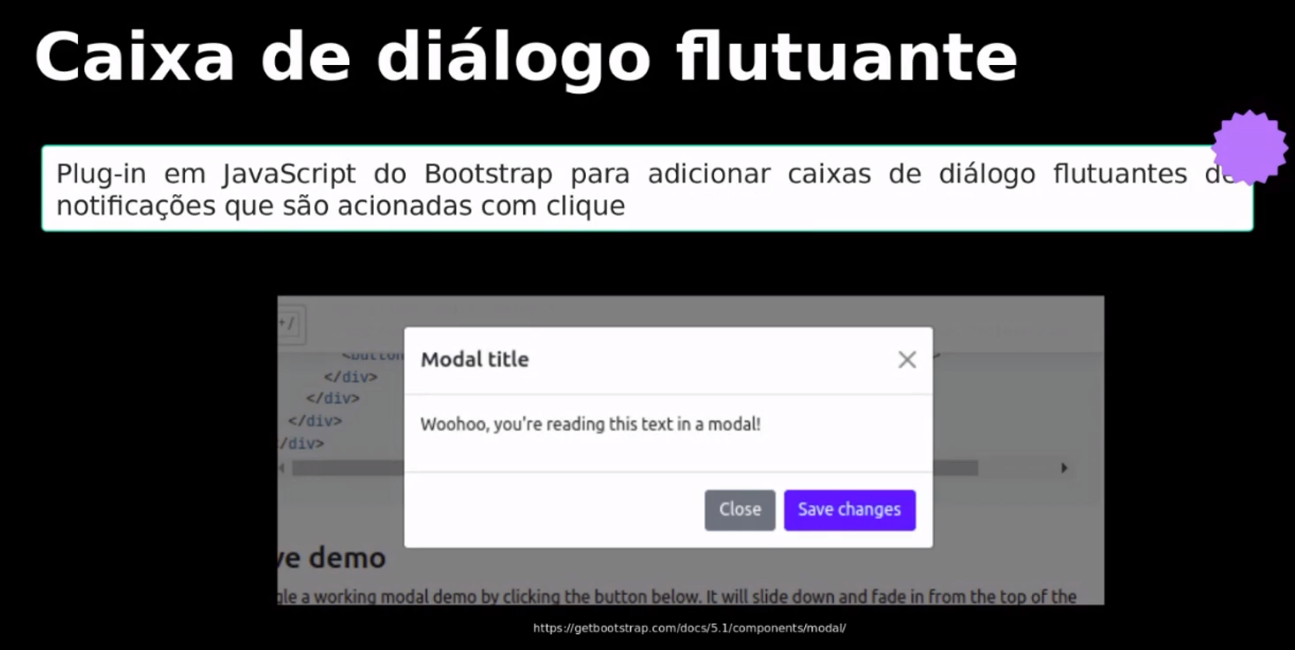 Caixa de diálogo flutuante
Plug-in em JavaScript do Bootstrap para adicionar caixas de diálogo flutuantes de
notificações que são acionadas com clique
+/
Modal title
</div>
</div>
</div>
/div>
Woohoo, you're reading this text in a modal!
Close Save changes
ve demo
gle a working modal demo by clicking the button below. It will slide down and fade in from the top of the
https://getbootstrap.com/docs/5.1/components/modal/